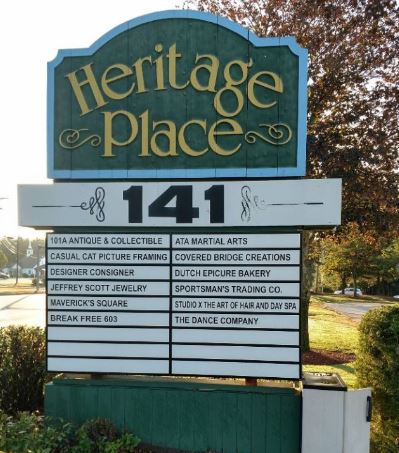 Heritage
Place
141
101A ANTIQUE & COLLECTIBLE
CASUAL CAT PICTURE FRAMING
DESIGNER CONSIGNER
JEFFREY SCOTT JEWELRY
MAVERICK'S SQUARE
BREAK FREE 603
ATA MARTIAL ARTS
COVERED BRIDGE CREATIONS
DUTCH EPICURE BAKERY
SPORTSMAN'S TRADING CO.
STUDIO X THE ART OF HAIR AND DAY SPA
THE DANCE COMPANY